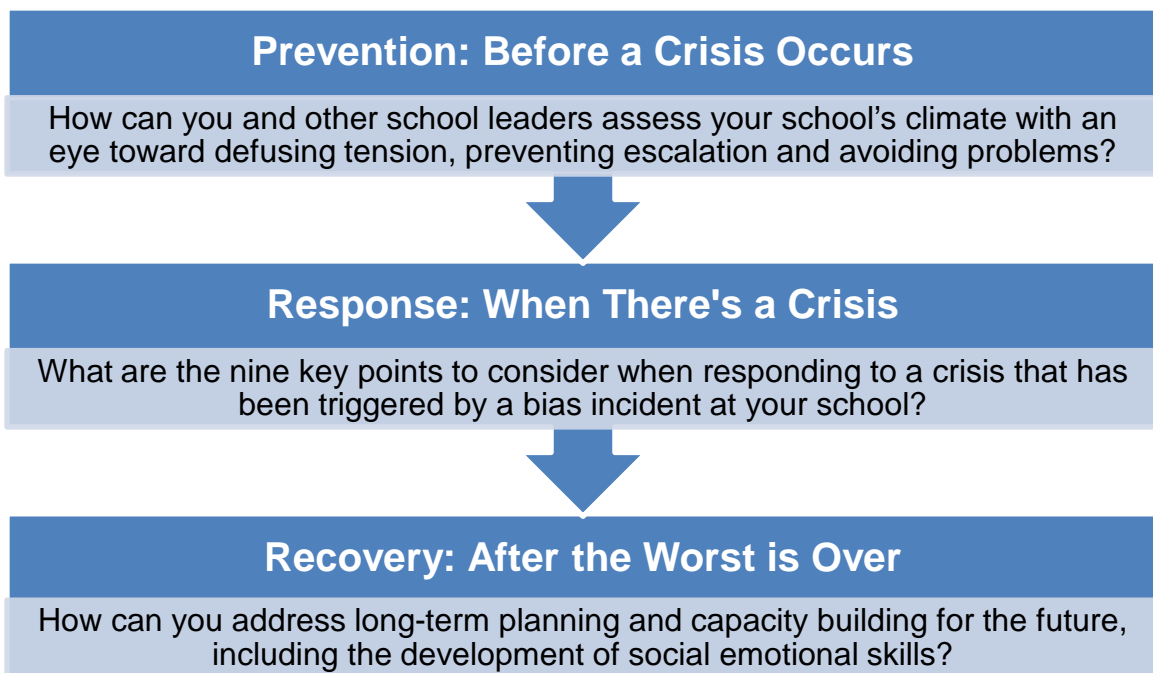 Prevention: Before a Crisis Occurs
How can you and other school leaders assess your school’s climate with an
eye toward defusing tension, preventing escalation and avoiding problems?
Response: When There's a Crisis
What are the nine key points to consider when responding to a crisis that has
been triggered by a bias incident at your school?
Recovery: After the Worst is Over
How can you address long-term planning and capacity building for the future,
including the development of social emotional skills?